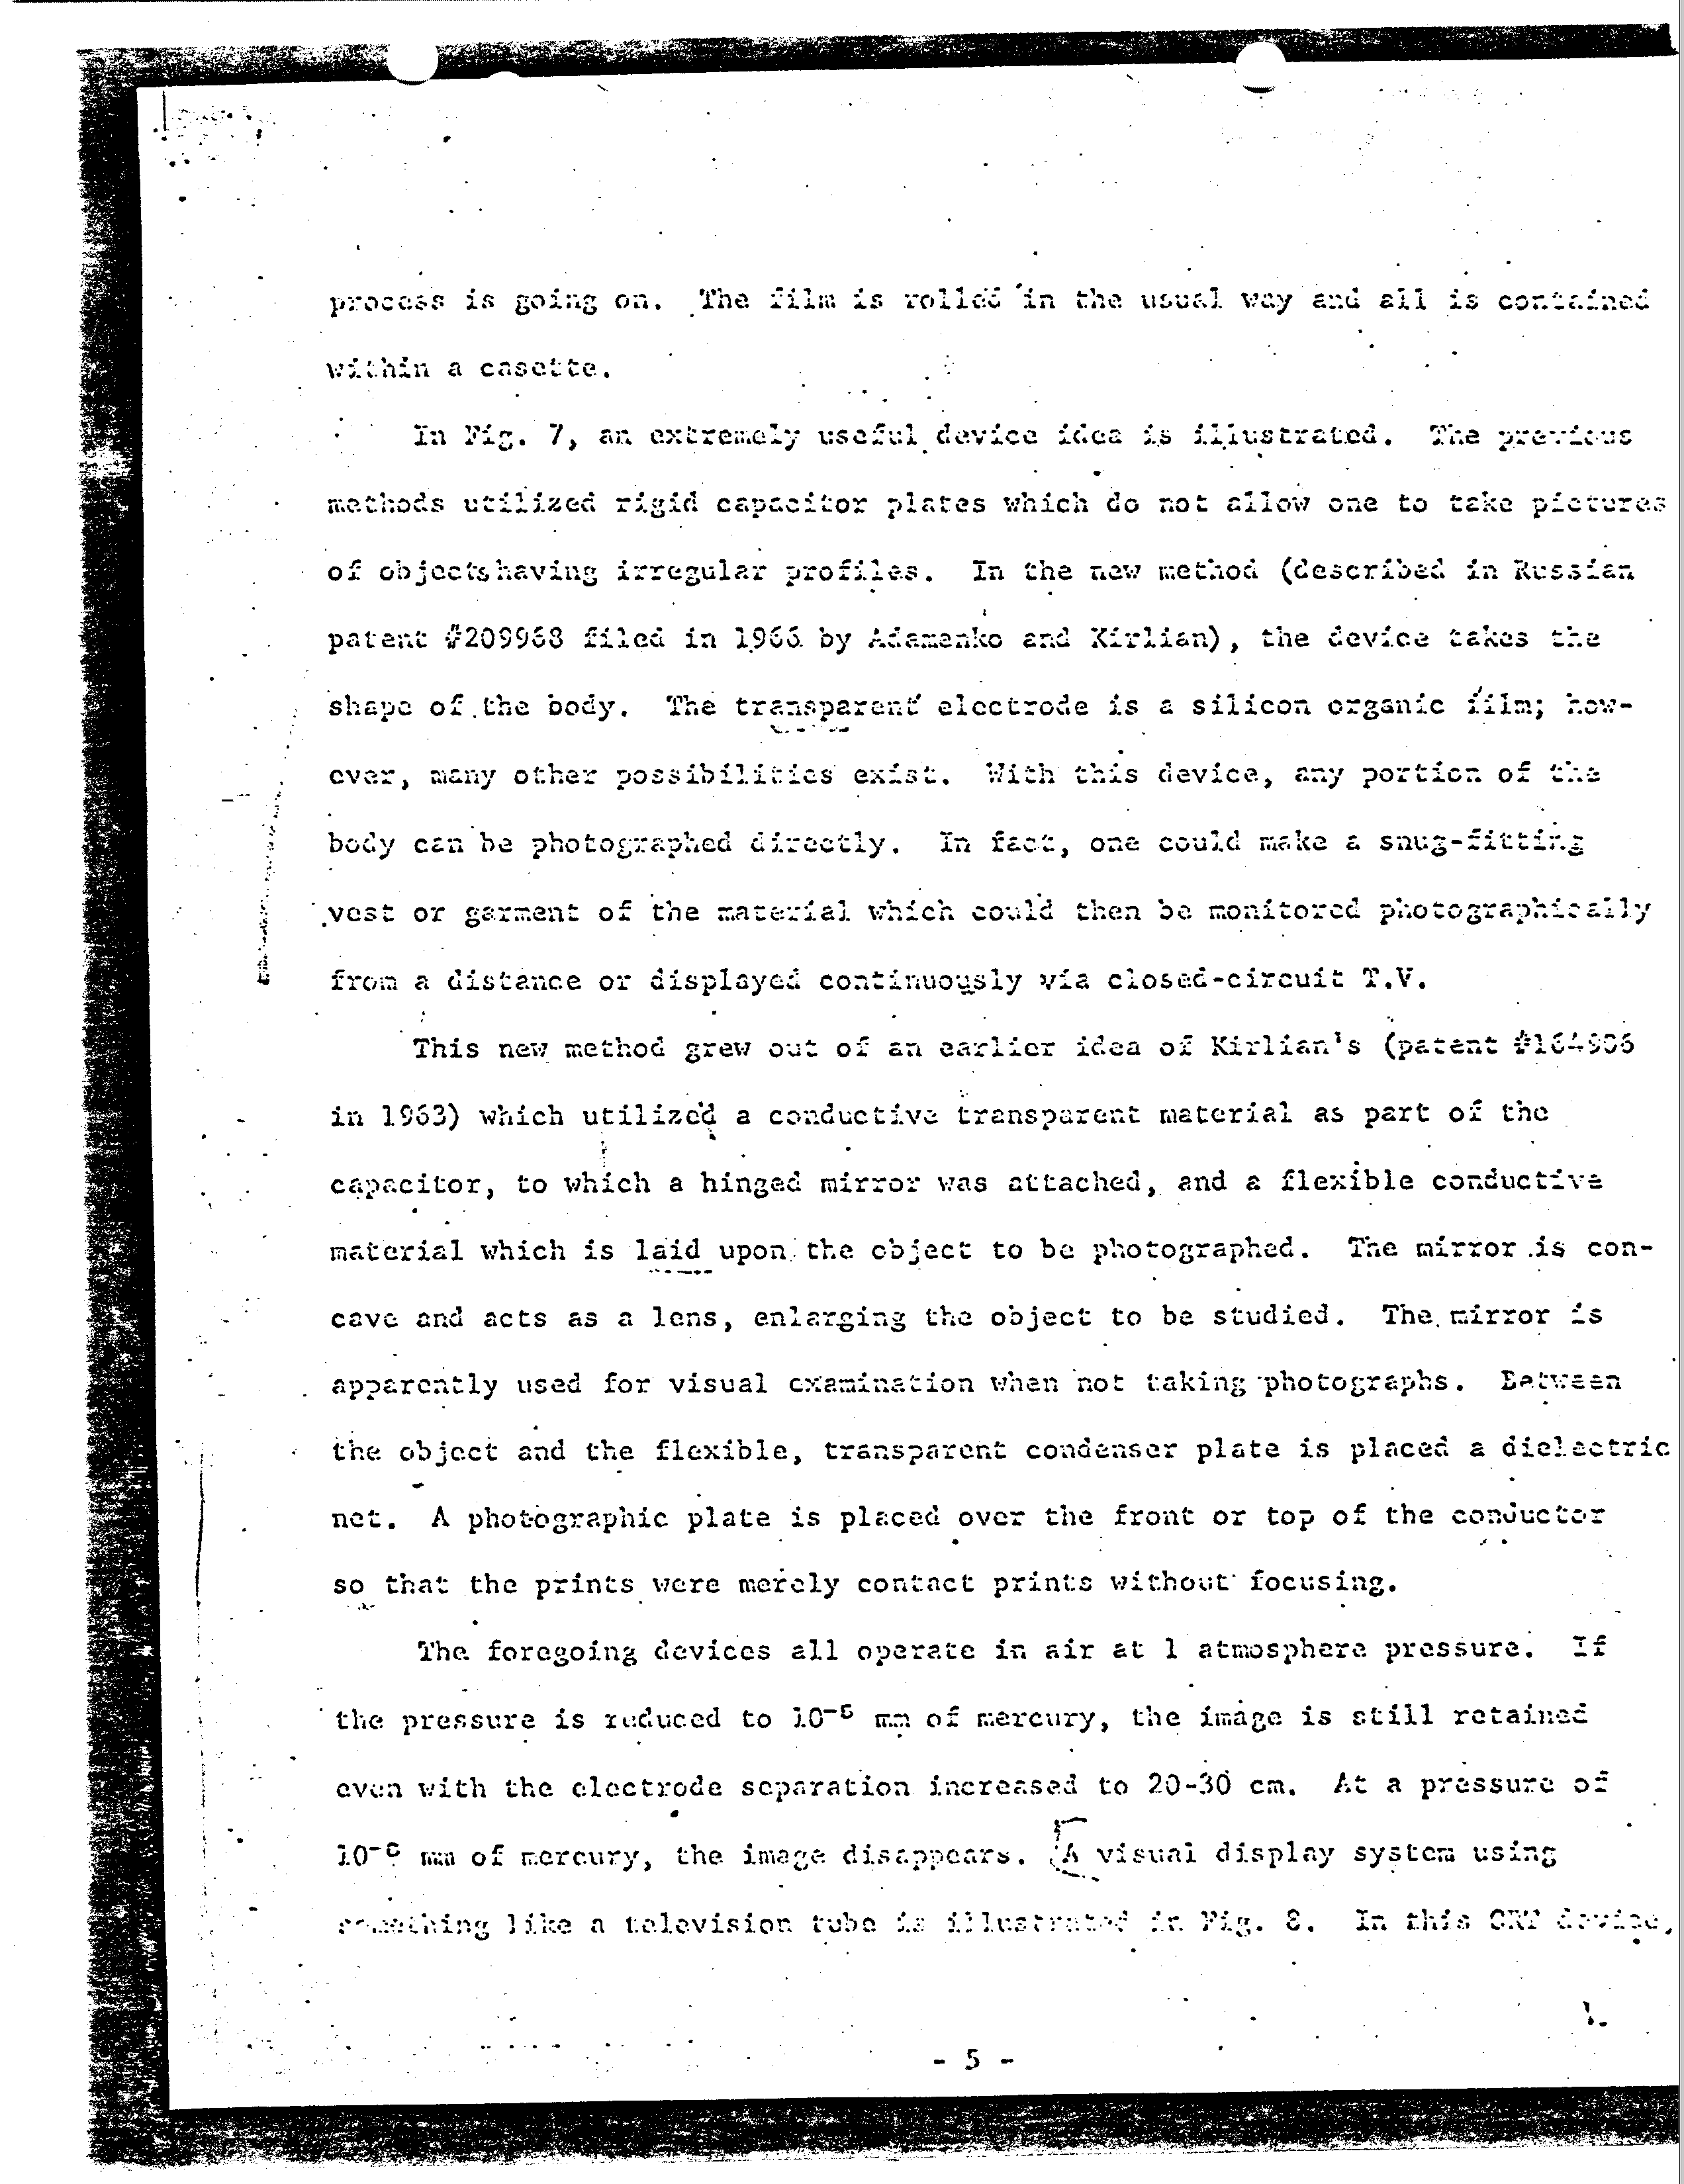 process is going on. The film is rolled in the usual way and all is contained
within a casette.
In Fig. 7, an extremely useful device idea is illustrated. The previous
methods utilized rigid capacitor plates which do not allow one to take pictures
of objects having irregular profiles. In the new method (described in Russian
patent #209968 filed in 1966 by Adamenko and Kirlian), the device takes the
shape of the body. The transparent electrode is a silicon organic film; how-
ever, many other possibilities exist. With this device, any portion of the
body can be photographed directly. In fact, one could make a snug-fitting
vest or garment of the material which could then be monitored photographically
from a distance or displayed continuously via closed-circuit T.V.
This new method grew out of an earlier idea of Kirlian's (patent #164906
in 1963) which utilized a conductive transparent material as part of the
capacitor, to which a hinged mirror was attached, and a flexible conductive
material which is laid upon the object to be photographed. The mirror is con-
cave and acts as a lens, enlarging the object to be studied. The mirror is
apparently used for visual examination when not taking photographs. Between
the object and the flexible, transparent condenser plate is placed a dielectric
net. A photographic plate is placed over the front or top of the conductor
so that the prints were merely contact prints without focusing.
The foregoing devices all operate in air at 1 atmosphere pressure. If
the pressure is reduced to 10⁻⁵ mm of mercury, the image is still retained
even with the electrode separation increased to 20-30 cm. At a pressure of
10⁻⁶ mm of mercury, the image disappears. [A visual display system using
something like a television tube is illustrated in Fig. 8. In this CRT device,
- 5 -